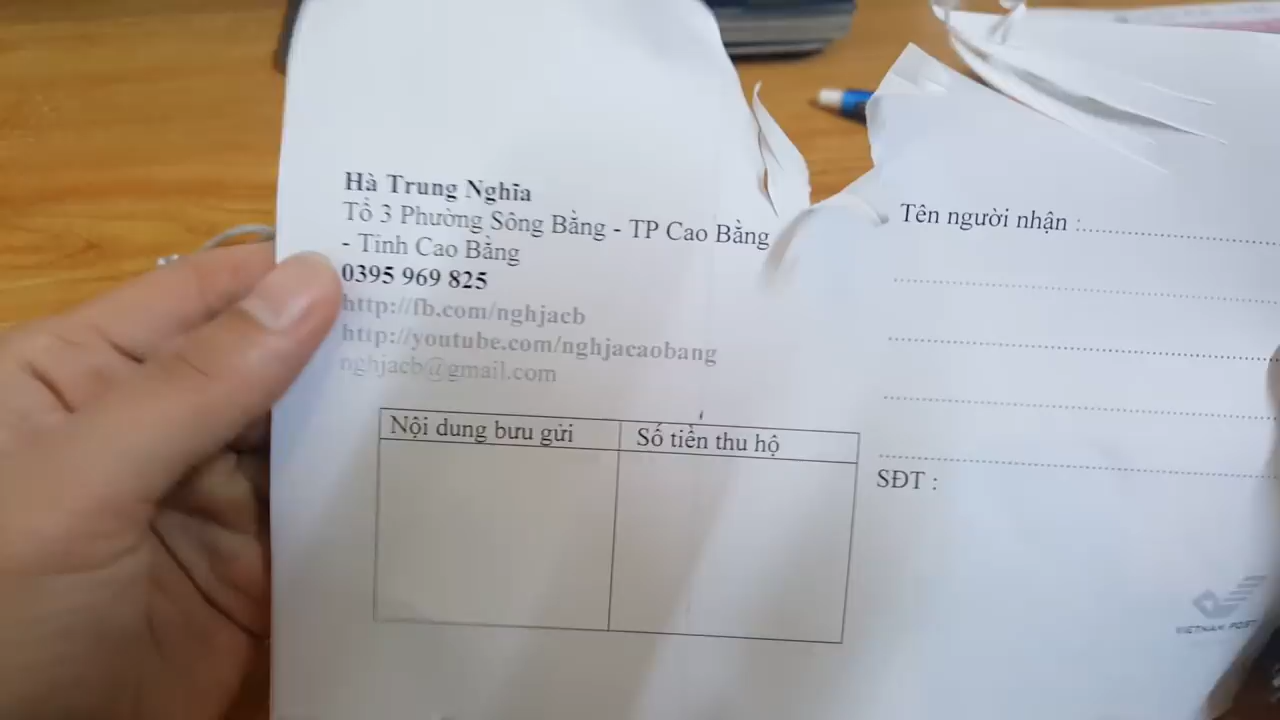 Hà Trung Nghĩa
Tổ 3 Phường Sông Bằng - TP Cao Bằng
- Tỉnh Cao Bằng
0395 969 825
http://fb.com/nghjacb
http://youtube.com/nghjacaobang
nghjacb@gmail.com
Nội dung bưu gửi
Số tiền thu hộ
Tên người nhận :
SĐT :
VIETNAM POST